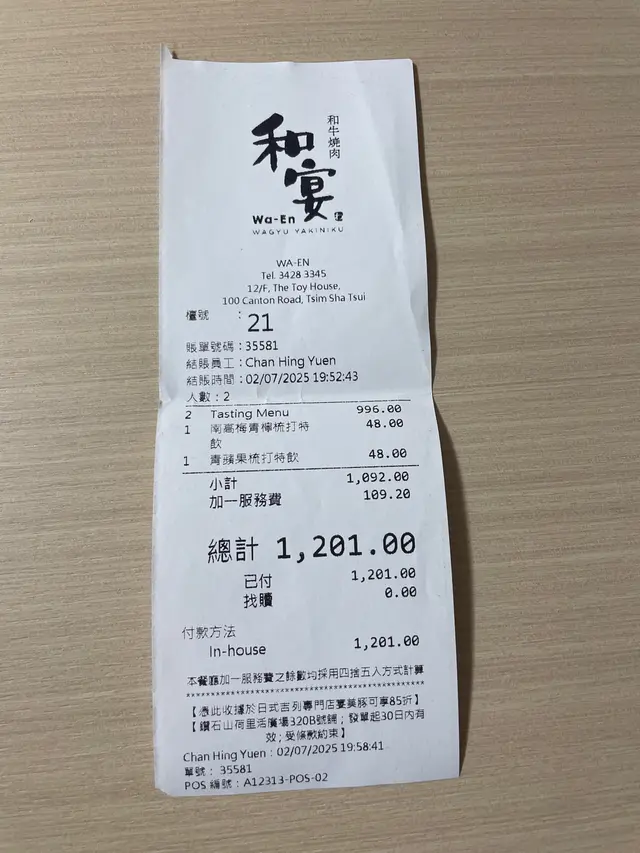 和牛燒肉
和宴
Wa-En
WAGYU YAKINIKU
WA-EN
Tel. 3428 3345
12/F, The Toy House,
100 Canton Road, Tsim Sha Tsui
檯號 : 21
賬單號碼：35581
結賬員工：Chan Hing Yuen
結賬時間：02/07/2025 19:52:43
人數：2
2 Tasting Menu 996.00
1 南高梅青檸梳打特 48.00
飲
1 青蘋果梳打特飲 48.00
小計 1,092.00
加一服務費 109.20
總計 1,201.00
已付 1,201.00
找贖 0.00
付款方法
In-house 1,201.00
本餐廳加一服務費之餘數均採用四捨五入方式計算
【憑此收據於日式吉列專門店宴葵豚可享85折】
【鑽石山荷里活廣場320B號舖；發單起30日內有
效；受條款約束】
Chan Hing Yuen：02/07/2025 19:58:41
單號： 35581
POS 編號：A12313-POS-02